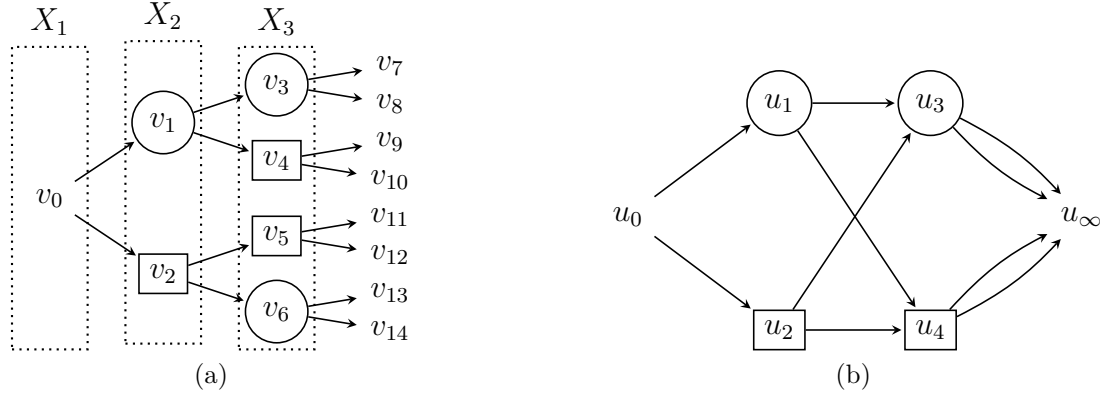 X₁ X₂ X₃
v₀
v₁
v₂
v₃
v₄
v₅
v₆
v₇
v₈
v₉
v₁₀
v₁₁
v₁₂
v₁₃
v₁₄
(a)
u₀
u₁
u₂
u₃
u₄
u∞
(b)